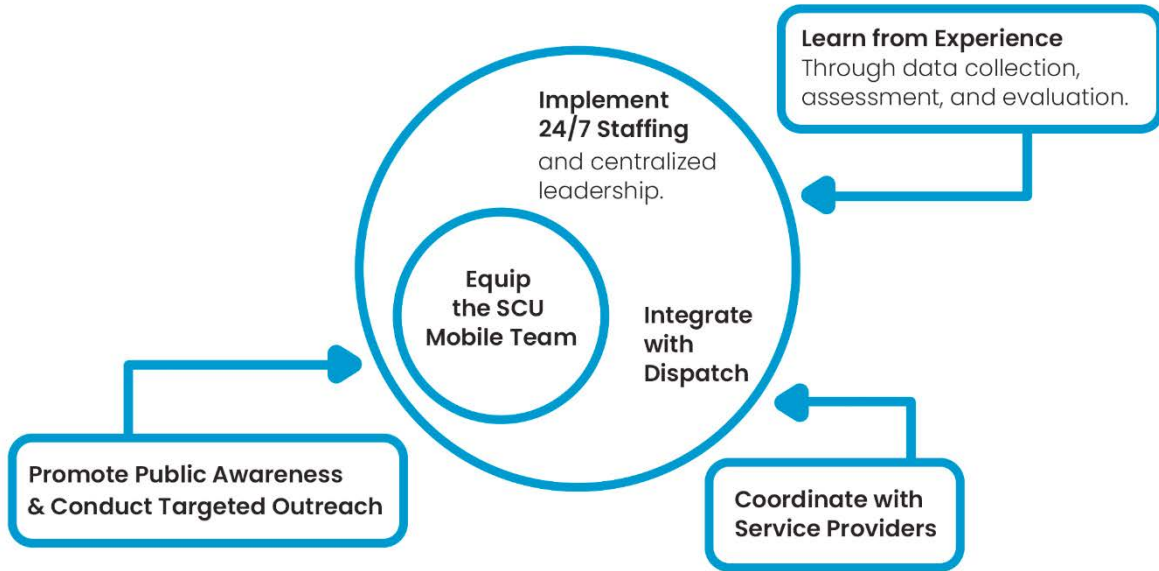 Learn from Experience
Through data collection,
assessment, and evaluation.
Implement
24/7 Staffing
and centralized
leadership.
Equip
the SCU
Mobile Team
Integrate
with
Dispatch
Promote Public Awareness
& Conduct Targeted Outreach
Coordinate with
Service Providers